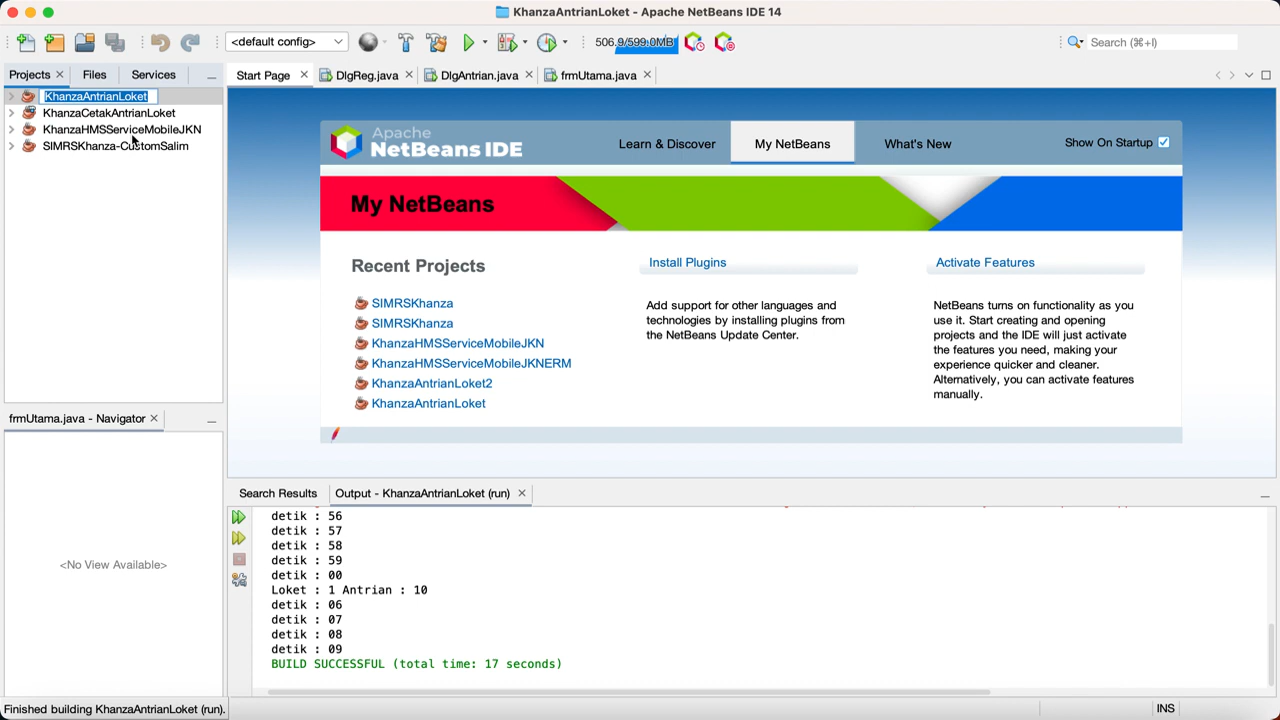 KhanzaAntrianLoket - Apache NetBeans IDE 14
<default config>
506.9/599.0MB
Search (⌘+I)
Projects
Files
Services
Start Page
DlgReg.java
DlgAntrian.java
frmUtama.java
KhanzaAntrianLoket
KhanzaCetakAntrianLoket
KhanzaHMSServiceMobileJKN
SIMRSKhanza-CustomSalim
Apache
NetBeans IDE
Learn & Discover
My NetBeans
What's New
Show On Startup
My NetBeans
Recent Projects
SIMRSKhanza
SIMRSKhanza
KhanzaHMSServiceMobileJKN
KhanzaHMSServiceMobileJKNERM
KhanzaAntrianLoket2
KhanzaAntrianLoket
Install Plugins
Add support for other languages and
technologies by installing plugins from
the NetBeans Update Center.
Activate Features
NetBeans turns on functionality as you
use it. Start creating and opening
projects and the IDE will just activate
the features you need, making your
experience quicker and cleaner.
Alternatively, you can activate features
manually.
frmUtama.java - Navigator
<No View Available>
Search Results
Output - KhanzaAntrianLoket (run)
detik : 56
detik : 57
detik : 58
detik : 59
detik : 00
Loket : 1 Antrian : 10
detik : 06
detik : 07
detik : 08
detik : 09
BUILD SUCCESSFUL (total time: 17 seconds)
Finished building KhanzaAntrianLoket (run).
INS